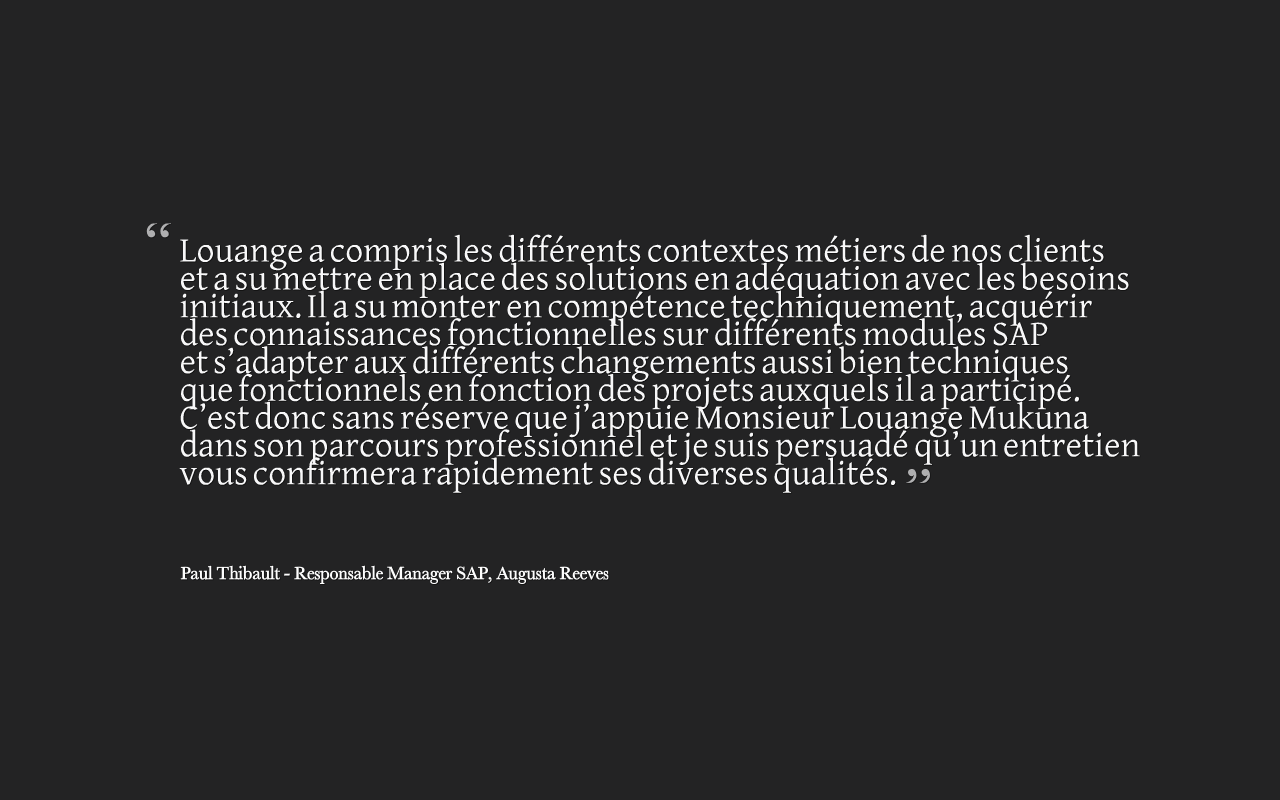 “ Louange a compris les différents contextes métiers de nos clients
et a su mettre en place des solutions en adéquation avec les besoins
initiaux. Il a su monter en compétence techniquement, acquérir
des connaissances fonctionnelles sur différents modules SAP
et s’adapter aux différents changements aussi bien techniques
que fonctionnels en fonction des projets auxquels il a participé.
C’est donc sans réserve que j’appuie Monsieur Louange Mukuna
dans son parcours professionnel et je suis persuadé qu’un entretien
vous confirmera rapidement ses diverses qualités. ”
Paul Thibault - Responsable Manager SAP, Augusta Reeves